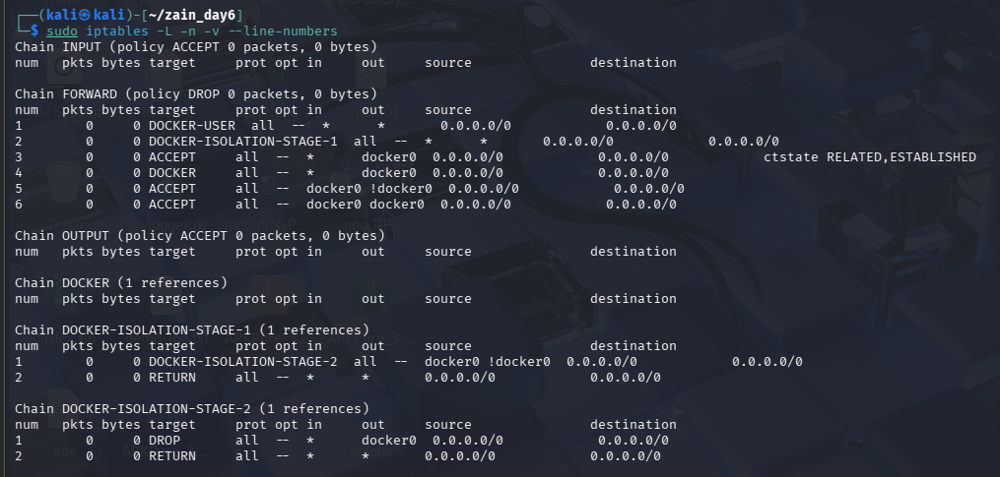 ┌──(kali㉿kali)-[~/zain_day6]
└─$ sudo iptables -L -n -v --line-numbers
Chain INPUT (policy ACCEPT 0 packets, 0 bytes)
num   pkts bytes target     prot opt in     out     source               destination

Chain FORWARD (policy DROP 0 packets, 0 bytes)
num   pkts bytes target     prot opt in     out     source               destination
1        0     0 DOCKER-USER  all  --  *      *       0.0.0.0/0            0.0.0.0/0
2        0     0 DOCKER-ISOLATION-STAGE-1  all  --  *      *       0.0.0.0/0            0.0.0.0/0
3        0     0 ACCEPT     all  --  *      docker0  0.0.0.0/0            0.0.0.0/0            ctstate RELATED,ESTABLISHED
4        0     0 DOCKER     all  --  *      docker0  0.0.0.0/0            0.0.0.0/0
5        0     0 ACCEPT     all  --  docker0 !docker0  0.0.0.0/0            0.0.0.0/0
6        0     0 ACCEPT     all  --  docker0 docker0  0.0.0.0/0            0.0.0.0/0

Chain OUTPUT (policy ACCEPT 0 packets, 0 bytes)
num   pkts bytes target     prot opt in     out     source               destination

Chain DOCKER (1 references)
num   pkts bytes target     prot opt in     out     source               destination

Chain DOCKER-ISOLATION-STAGE-1 (1 references)
num   pkts bytes target     prot opt in     out     source               destination
1        0     0 DOCKER-ISOLATION-STAGE-2  all  --  docker0 !docker0  0.0.0.0/0            0.0.0.0/0
2        0     0 RETURN     all  --  *      *       0.0.0.0/0            0.0.0.0/0

Chain DOCKER-ISOLATION-STAGE-2 (1 references)
num   pkts bytes target     prot opt in     out     source               destination
1        0     0 DROP       all  --  *      docker0  0.0.0.0/0            0.0.0.0/0
2        0     0 RETURN     all  --  *      *       0.0.0.0/0            0.0.0.0/0